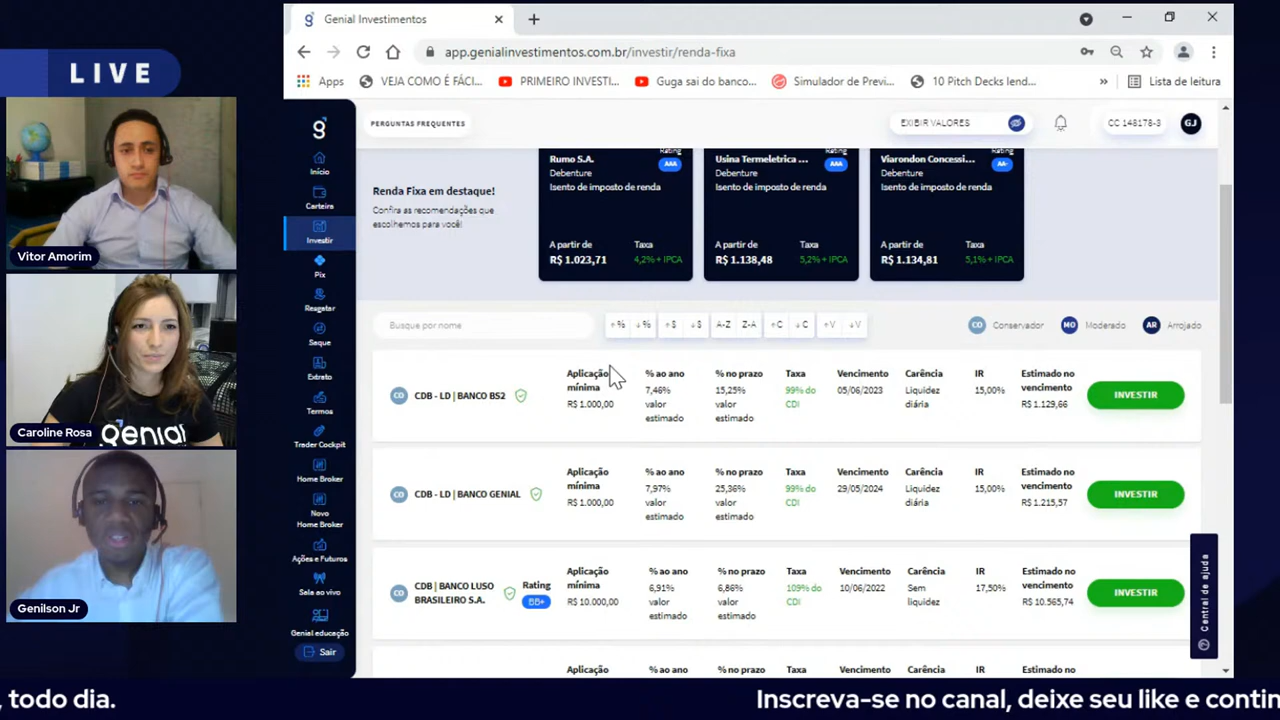 LIVE
Vitor Amorim
Caroline Rosa
genial
Genilson Jr
Genial Investimentos
app.genialinvestimentos.com.br/investir/renda-fixa
Apps
VEJA COMO É FÁCI...
PRIMEIRO INVESTI...
Guga sai do banco...
Simulador de Previ...
10 Pitch Decks lend...
»
Lista de leitura
g
Início
Carteira
Investir
Pix
Resgatar
Saque
Extrato
Termos
Trader Cockpit
Home Broker
Novo
Home Broker
Ações e Futuros
Sala ao vivo
Genial educação
Sair
PERGUNTAS FREQUENTES
EXIBIR VALORES
CC 148178-3
GJ
Renda Fixa em destaque!
Confira as recomendações que
escolhemos para você!
Rumo S.A.
Rating
AAA
Debenture
Isento de imposto de renda
A partir de
Taxa
R$ 1.023,71
4,2% + IPCA
Usina Termeletrica ...
Rating
AAA
Debenture
Isento de imposto de renda
A partir de
Taxa
R$ 1.138,48
5,2% + IPCA
Viarondon Concessi...
Rating
AA-
Debenture
Isento de imposto de renda
A partir de
Taxa
R$ 1.134,81
5,1% + IPCA
Busque por nome
↑% ↓% ↑$ ↓$ A-Z Z-A ↑C ↓C ↑V ↓V
CO Conservador
MO Moderado
AR Arrojado
CO
CDB - LD | BANCO BS2
Aplicação
mínima
R$ 1.000,00
% ao ano
7,46%
valor
estimado
% no prazo
15,25%
valor
estimado
Taxa
99% do
CDI
Vencimento
05/06/2023
Carência
Liquidez
diária
IR
15,00%
Estimado no
vencimento
R$ 1.129,66
INVESTIR
CO
CDB - LD | BANCO GENIAL
Aplicação
mínima
R$ 1.000,00
% ao ano
7,97%
valor
estimado
% no prazo
25,36%
valor
estimado
Taxa
99% do
CDI
Vencimento
29/05/2024
Carência
Liquidez
diária
IR
15,00%
Estimado no
vencimento
R$ 1.215,57
INVESTIR
CO
CDB | BANCO LUSO
BRASILEIRO S.A.
Rating
BB+
Aplicação
mínima
R$ 10.000,00
% ao ano
6,91%
valor
estimado
% no prazo
6,86%
valor
estimado
Taxa
109% do
CDI
Vencimento
10/06/2022
Carência
Sem
liquidez
IR
17,50%
Estimado no
vencimento
R$ 10.565,74
INVESTIR
Aplicação
% ao ano
% no prazo
Taxa
Vencimento
Carência
IR
Estimado no
Central de ajuda
, todo dia.
Inscreva-se no canal, deixe seu like e contin